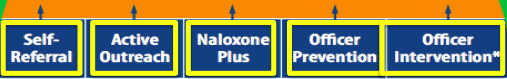 Self-
Referral
Active
Outreach
Naloxone
Plus
Officer
Prevention
Officer
Intervention*